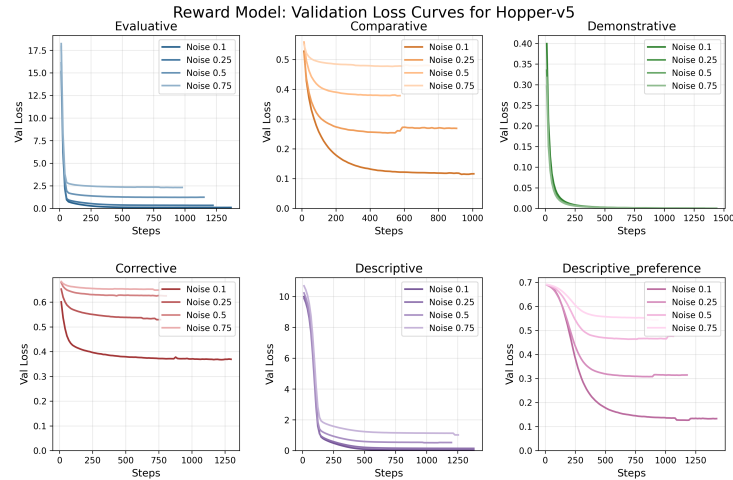 Reward Model: Validation Loss Curves for Hopper-v5
Evaluative
Val Loss
17.5
15.0
12.5
10.0
7.5
5.0
2.5
0.0
0
250
500
750
1000
1250
Steps
Noise 0.1
Noise 0.25
Noise 0.5
Noise 0.75
Comparative
Val Loss
0.5
0.4
0.3
0.2
0.1
0.0
0
200
400
600
800
1000
Steps
Noise 0.1
Noise 0.25
Noise 0.5
Noise 0.75
Demonstrative
Val Loss
0.40
0.35
0.30
0.25
0.20
0.15
0.10
0.05
0.00
0
250
500
750
1000
1250
1500
Steps
Noise 0.1
Noise 0.25
Noise 0.5
Noise 0.75
Corrective
Val Loss
0.6
0.5
0.4
0.3
0.2
0.1
0.0
0
250
500
750
1000
1250
Steps
Noise 0.1
Noise 0.25
Noise 0.5
Noise 0.75
Descriptive
Val Loss
10
8
6
4
2
0
0
250
500
750
1000
1250
Steps
Noise 0.1
Noise 0.25
Noise 0.5
Noise 0.75
Descriptive_preference
Val Loss
0.7
0.6
0.5
0.4
0.3
0.2
0.1
0.0
0
250
500
750
1000
1250
Steps
Noise 0.1
Noise 0.25
Noise 0.5
Noise 0.75